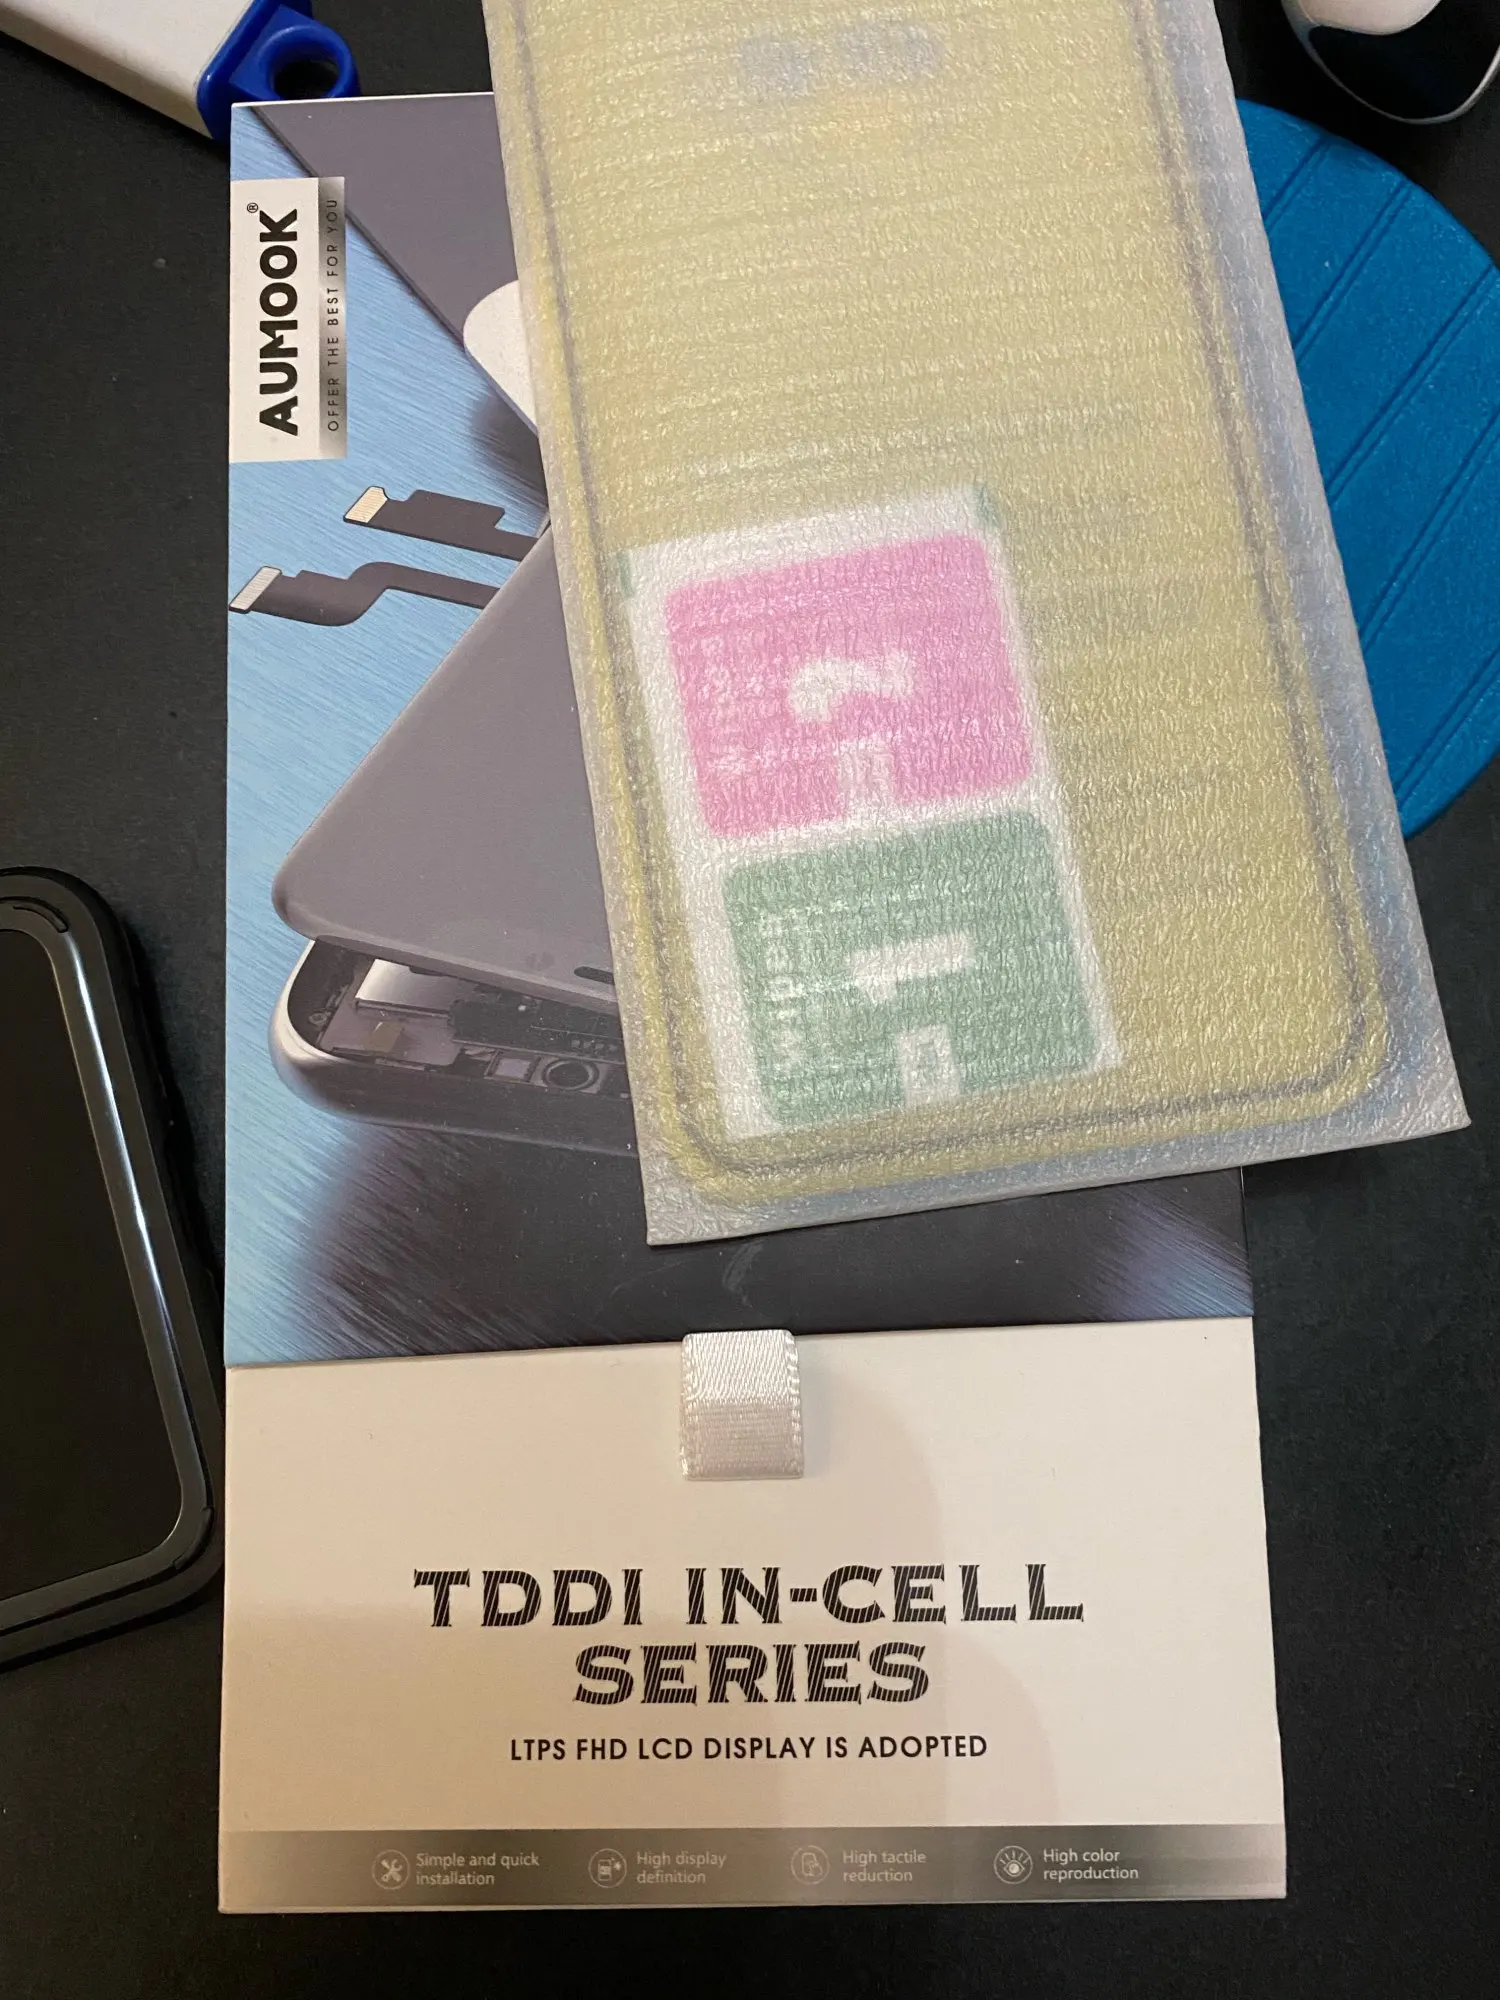 AUMOOK®
OFFER THE BEST FOR YOU
Wipes
TDDI IN-CELL
SERIES
LTPS FHD LCD DISPLAY IS ADOPTED
Simple and quick
installation
High display
definition
High tactile
reduction
High color
reproduction